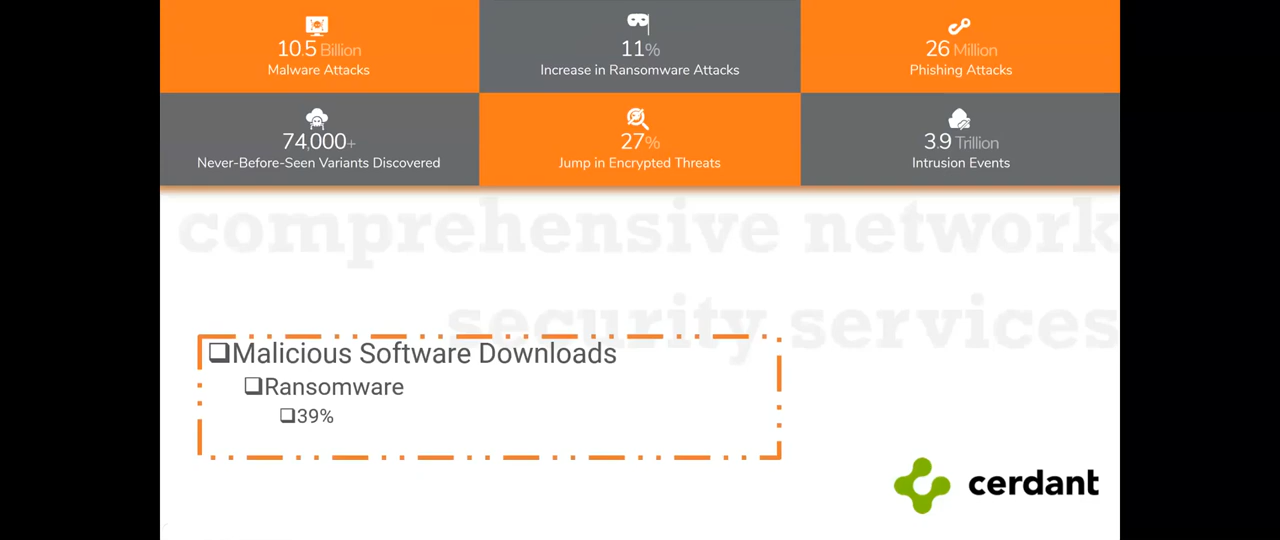 10.5 Billion
Malware Attacks
11%
Increase in Ransomware Attacks
26 Million
Phishing Attacks
74,000+
Never-Before-Seen Variants Discovered
27%
Jump in Encrypted Threats
3.9 Trillion
Intrusion Events
comprehensive network
security services
❑Malicious Software Downloads
❑Ransomware
❑39%
cerdant